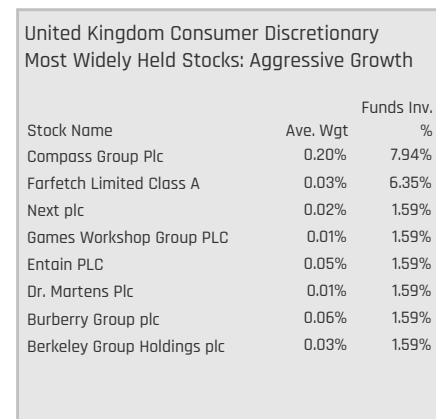 United Kingdom Consumer Discretionary
Most Widely Held Stocks: Aggressive Growth
Funds Inv.
Stock Name Ave. Wgt %
Compass Group Plc 0.20% 7.94%
Farfetch Limited Class A 0.03% 6.35%
Next plc 0.02% 1.59%
Games Workshop Group PLC 0.01% 1.59%
Entain PLC 0.05% 1.59%
Dr. Martens Plc 0.01% 1.59%
Burberry Group plc 0.06% 1.59%
Berkeley Group Holdings plc 0.03% 1.59%